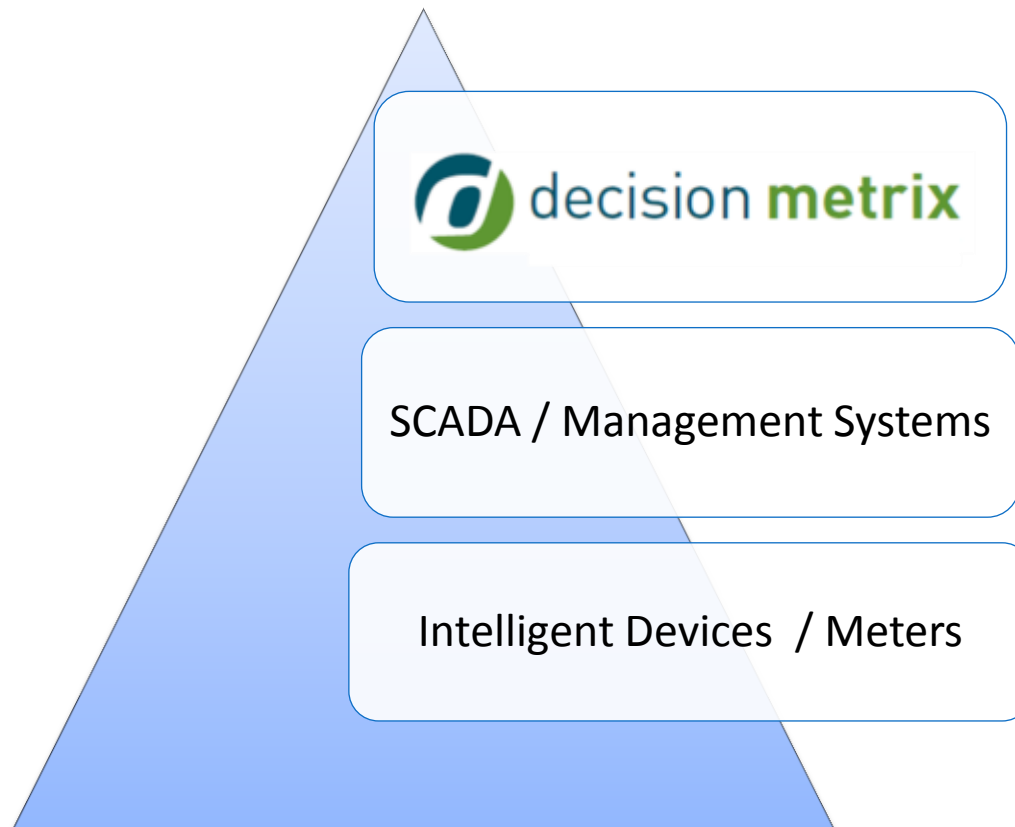 decision metrix
SCADA / Management Systems
Intelligent Devices / Meters